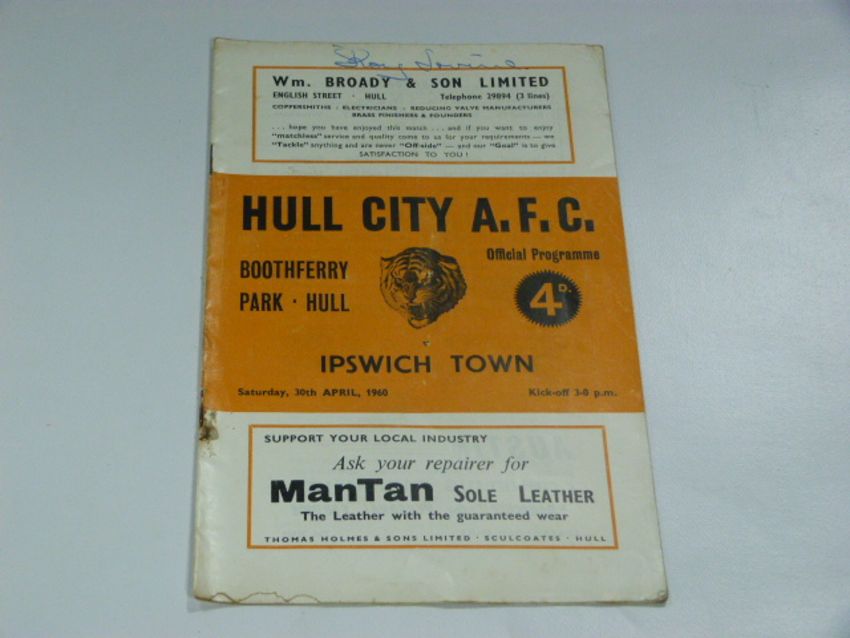 Roy
Wm. BROADY & SON LIMITED
ENGLISH STREET · HULL Telephone 29894 (3 lines)
COPPERSMITHS · ELECTRICIANS · REDUCING VALVE MANUFACTURERS
BRASS FINISHERS & FOUNDERS
. . . hope you have enjoyed this match . . . and if you want to enjoy
"matchless" service and quality come to us for your requirements — we
"Tackle" anything and are never "Off-side" — and our "Goal" is to give
SATISFACTION TO YOU !
HULL CITY A.F.C.
Official Programme
BOOTHFERRY
PARK · HULL
4D.
IPSWICH TOWN
Saturday, 30th APRIL, 1960 Kick-off 3-0 p.m.
SUPPORT YOUR LOCAL INDUSTRY
Ask your repairer for
ManTan SOLE LEATHER
The Leather with the guaranteed wear
THOMAS HOLMES & SONS LIMITED · SCULCOATES · HULL